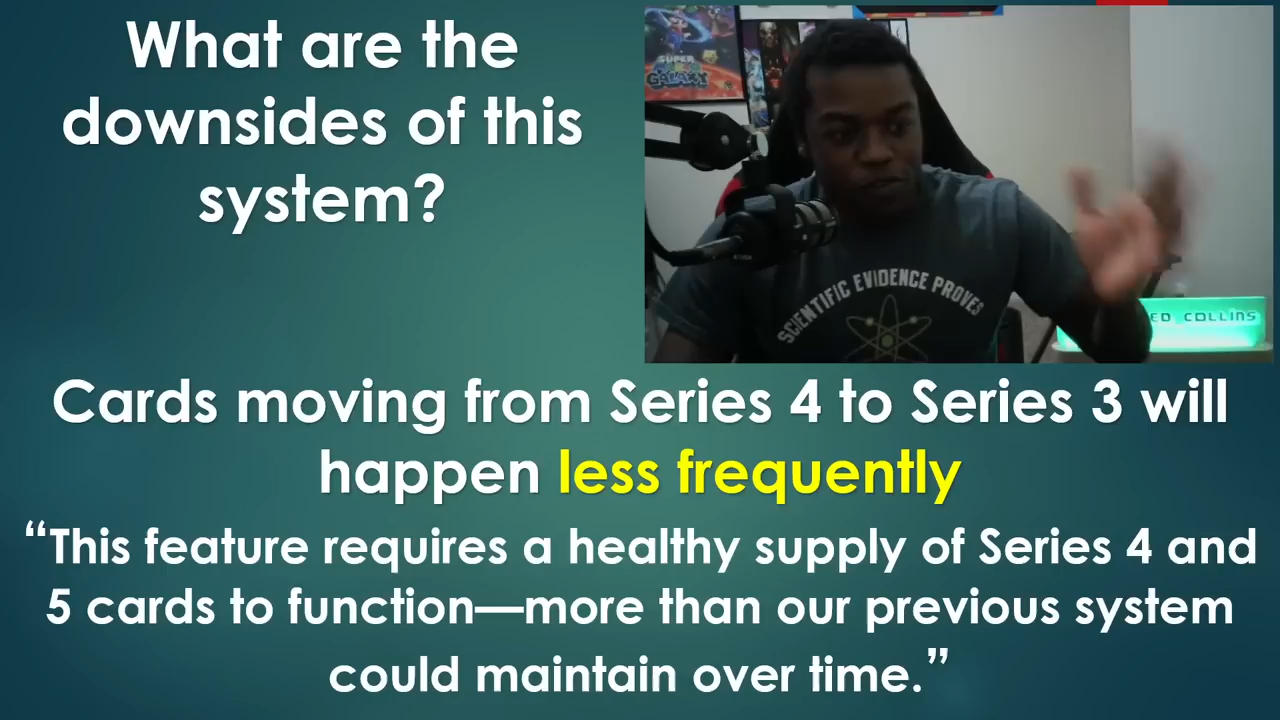 What are the
downsides of this
system?
SUPER
GALAXY
SCIENTIFIC EVIDENCE PROVES
ED COLLINS
Cards moving from Series 4 to Series 3 will
happen less frequently
“This feature requires a healthy supply of Series 4 and
5 cards to function—more than our previous system
could maintain over time.”